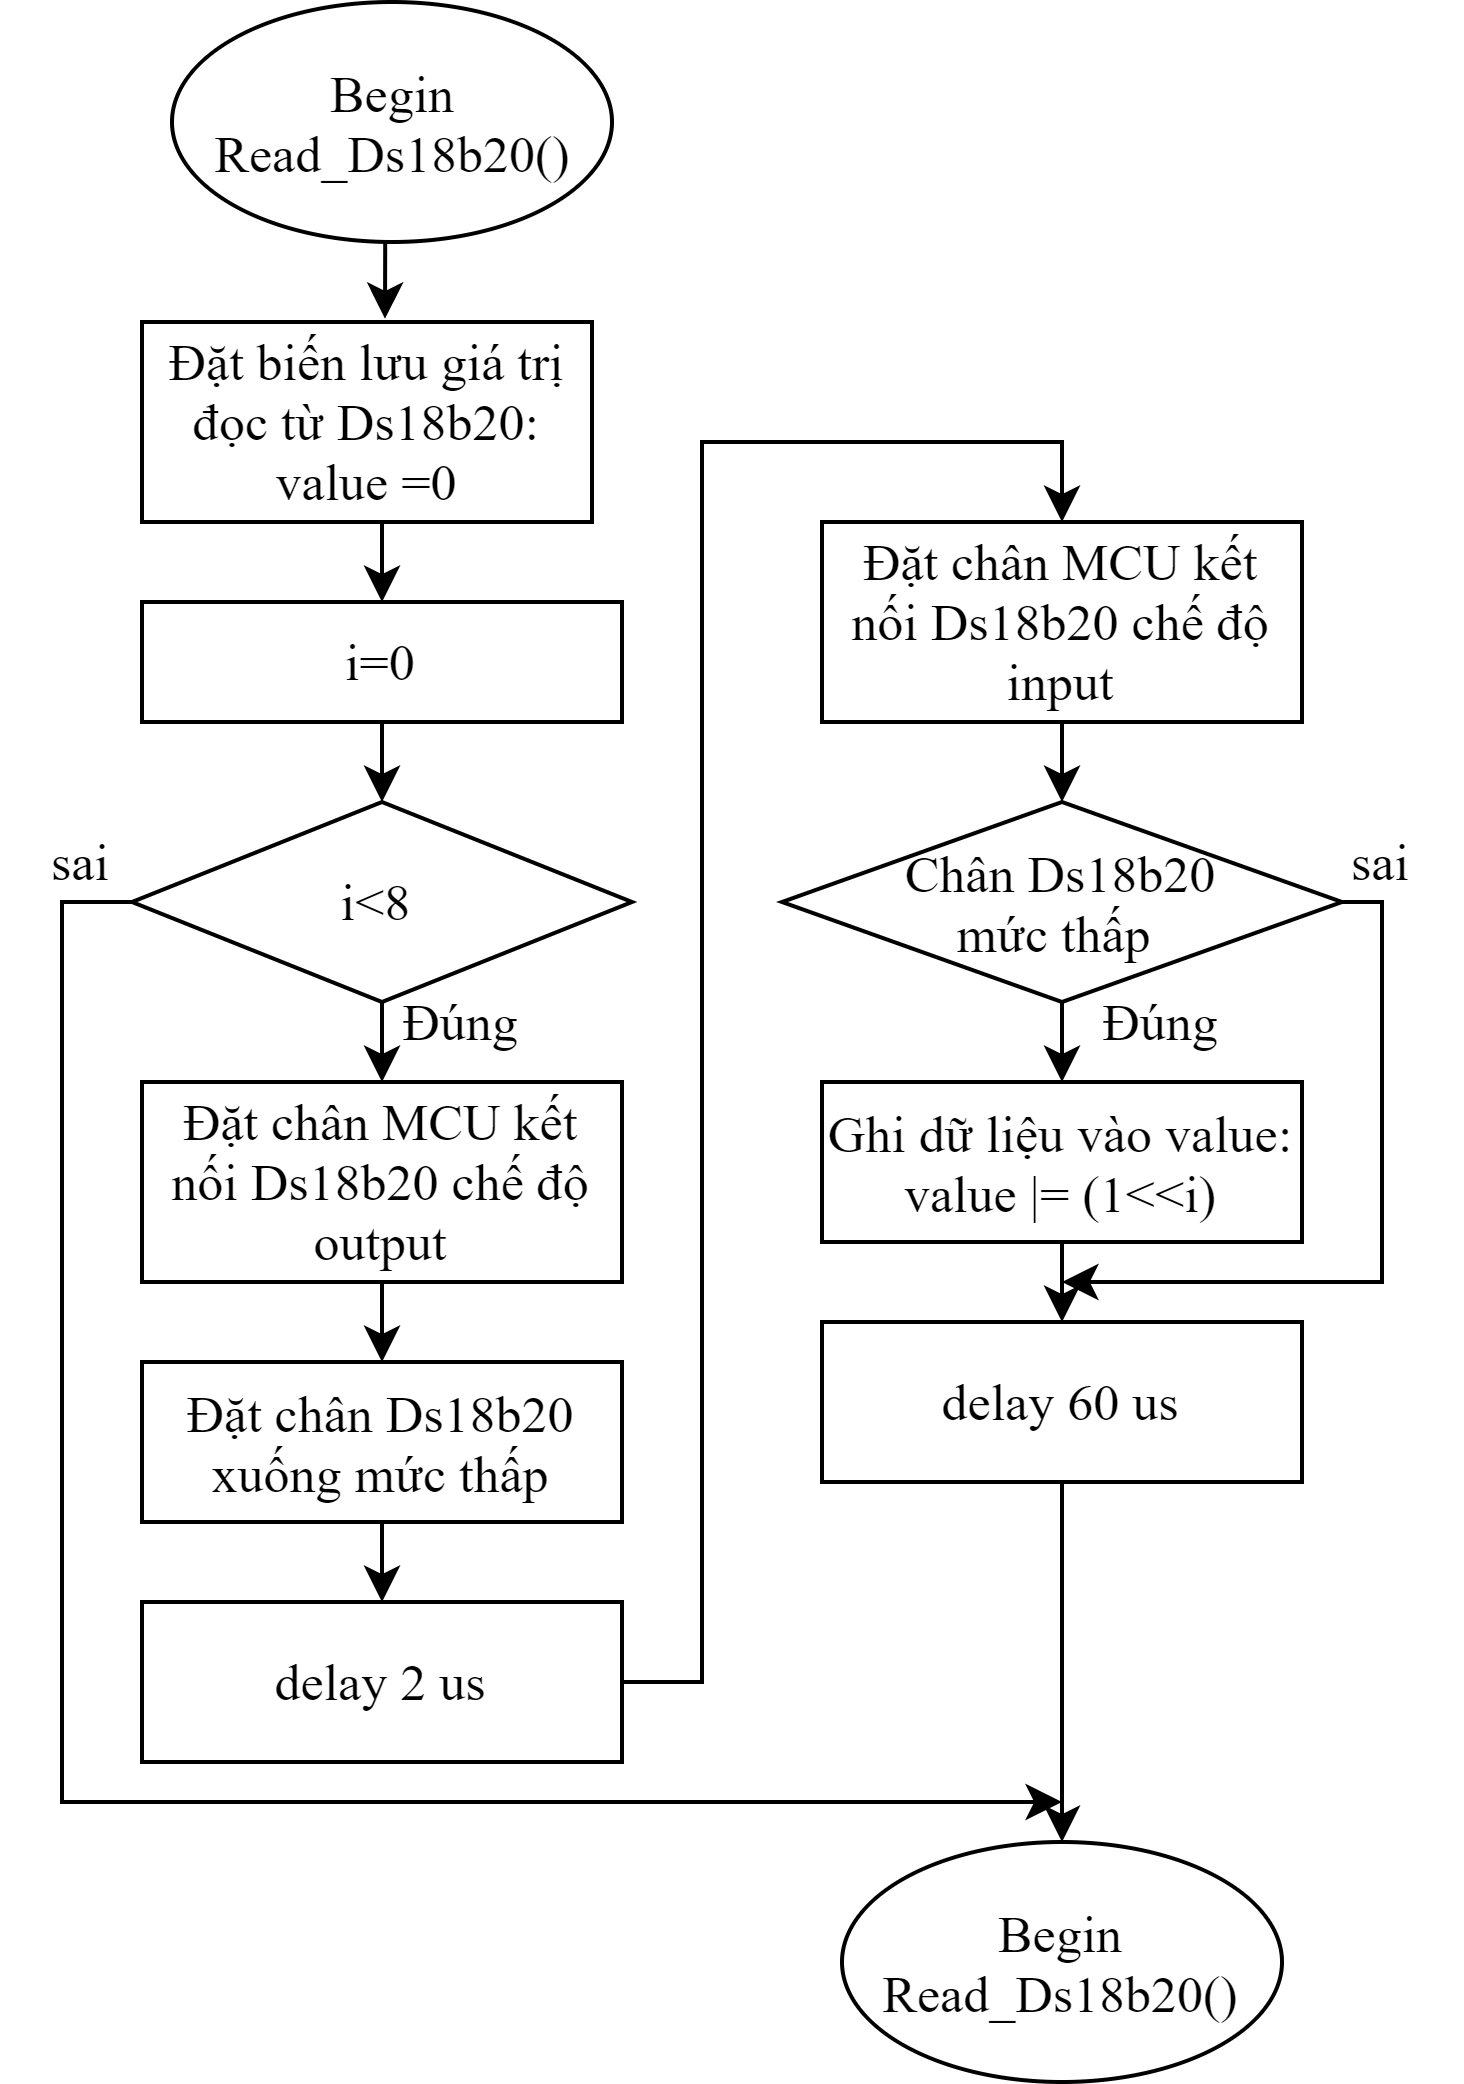 Begin
Read_Ds18b20()
Đặt biến lưu giá trị
đọc từ Ds18b20:
value =0
i=0
sai
i<8
Đúng
Đặt chân MCU kết
nối Ds18b20 chế độ
output
Đặt chân Ds18b20
xuống mức thấp
delay 2 us
Đặt chân MCU kết
nối Ds18b20 chế độ
input
Chân Ds18b20
mức thấp
sai
Đúng
Ghi dữ liệu vào value:
value |= (1<<i)
delay 60 us
Begin
Read_Ds18b20()